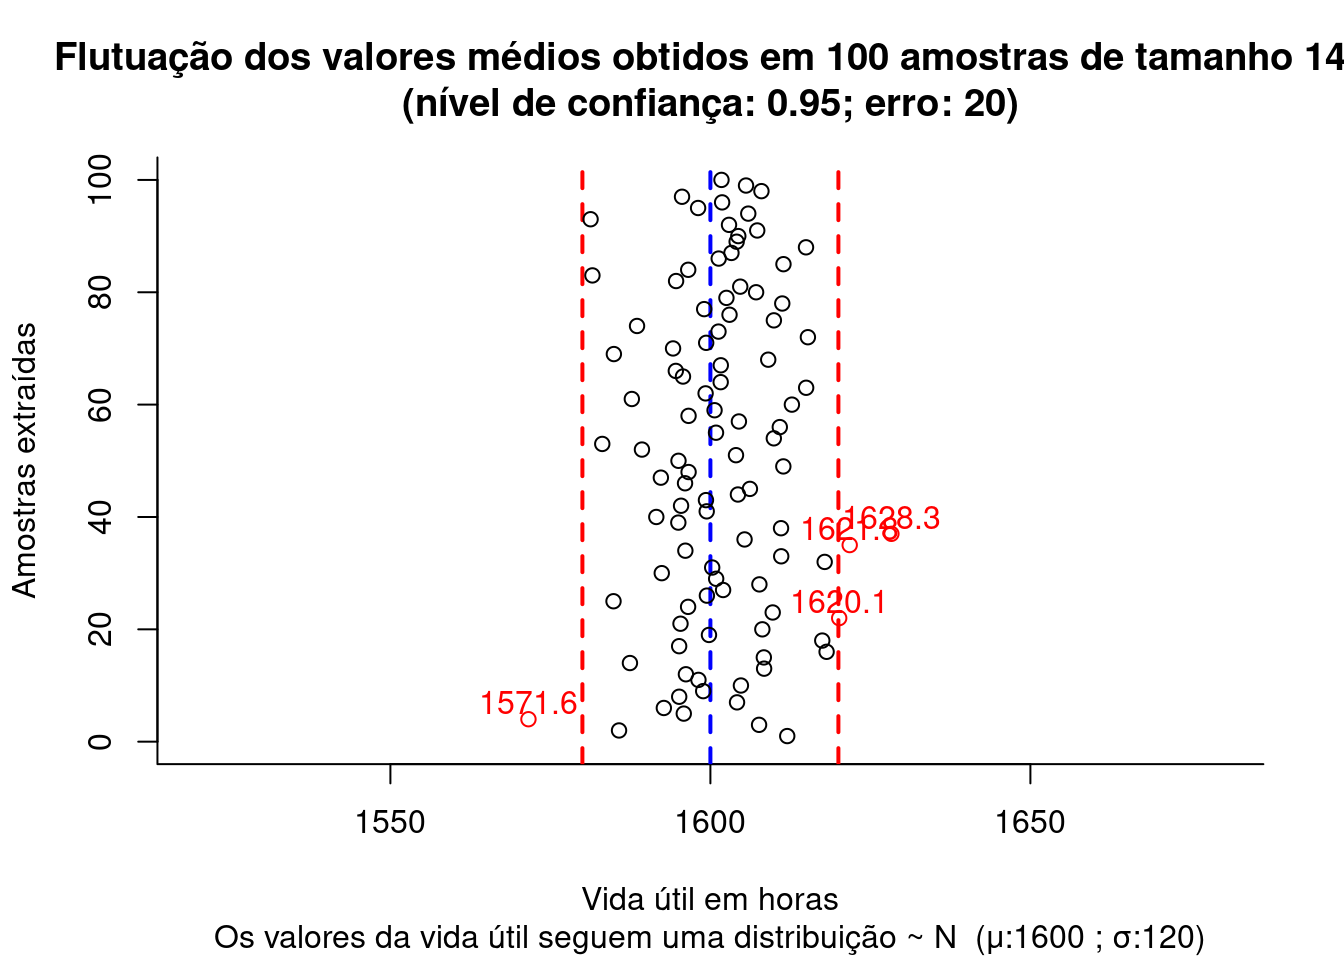 Flutuação dos valores médios obtidos em 100 amostras de tamanho 14
(nível de confiança: 0.95; erro: 20)
Amostras extraídas
100
80
60
40
20
0
1628.3
1621.8
1620.1
1571.6
1550 1600 1650
Vida útil em horas
Os valores da vida útil seguem uma distribuição ~ N (μ:1600 ; σ:120)